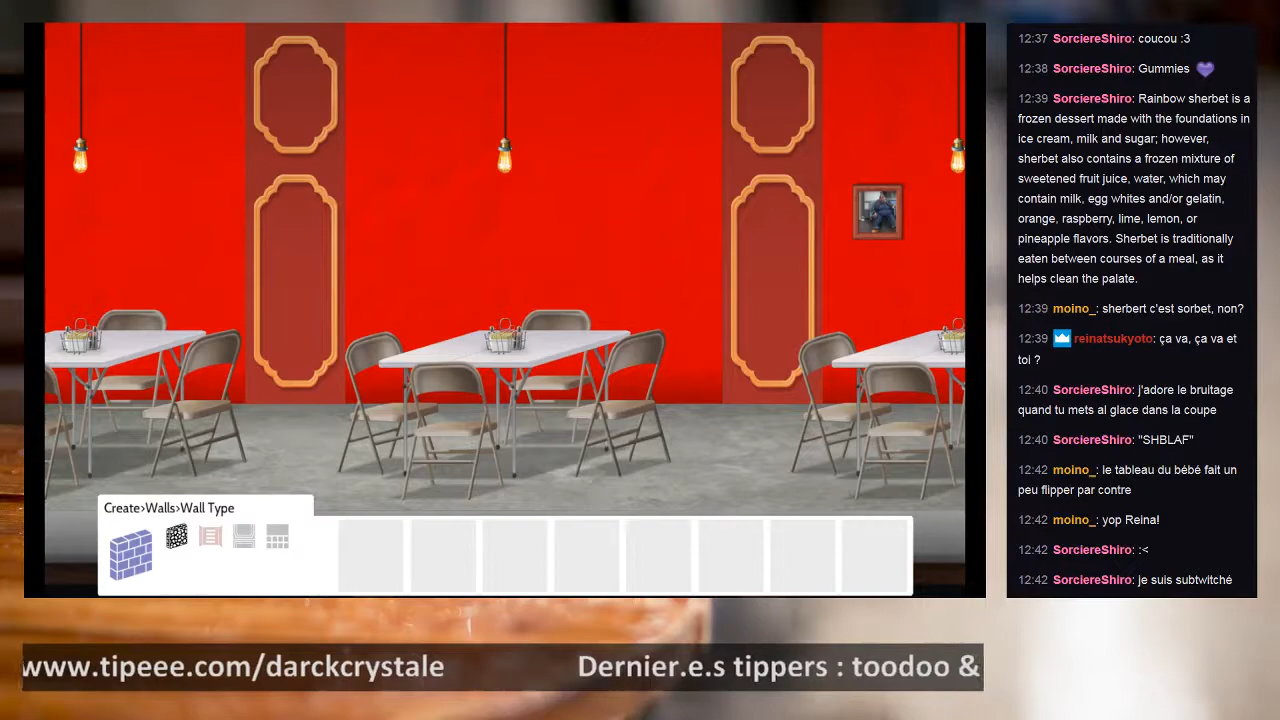 12:37 SorciereShiro: coucou :3
12:38 SorciereShiro: Gummies
12:39 SorciereShiro: Rainbow sherbet is a
frozen dessert made with the foundations in
ice cream, milk and sugar; however,
sherbet also contains a frozen mixture of
sweetened fruit juice, water, which may
contain milk, egg whites and/or gelatin,
orange, raspberry, lime, lemon, or
pineapple flavors. Sherbet is traditionally
eaten between courses of a meal, as it
helps clean the palate.
12:39 moino_: sherbert c'est sorbet, non?
12:39 reinatsukyoto: ça va, ça va et
toi ?
12:40 SorciereShiro: j'adore le bruitage
quand tu mets al glace dans la coupe
12:40 SorciereShiro: "SHBLAF"
12:42 moino_: le tableau du bébé fait un
peu flipper par contre
12:42 moino_: yop Reina!
12:42 SorciereShiro: :<
12:42 SorciereShiro: je suis subtwitché
Create›Walls›Wall Type
www.tipeee.com/darckcrystale Dernier.e.s tippers : toodoo &